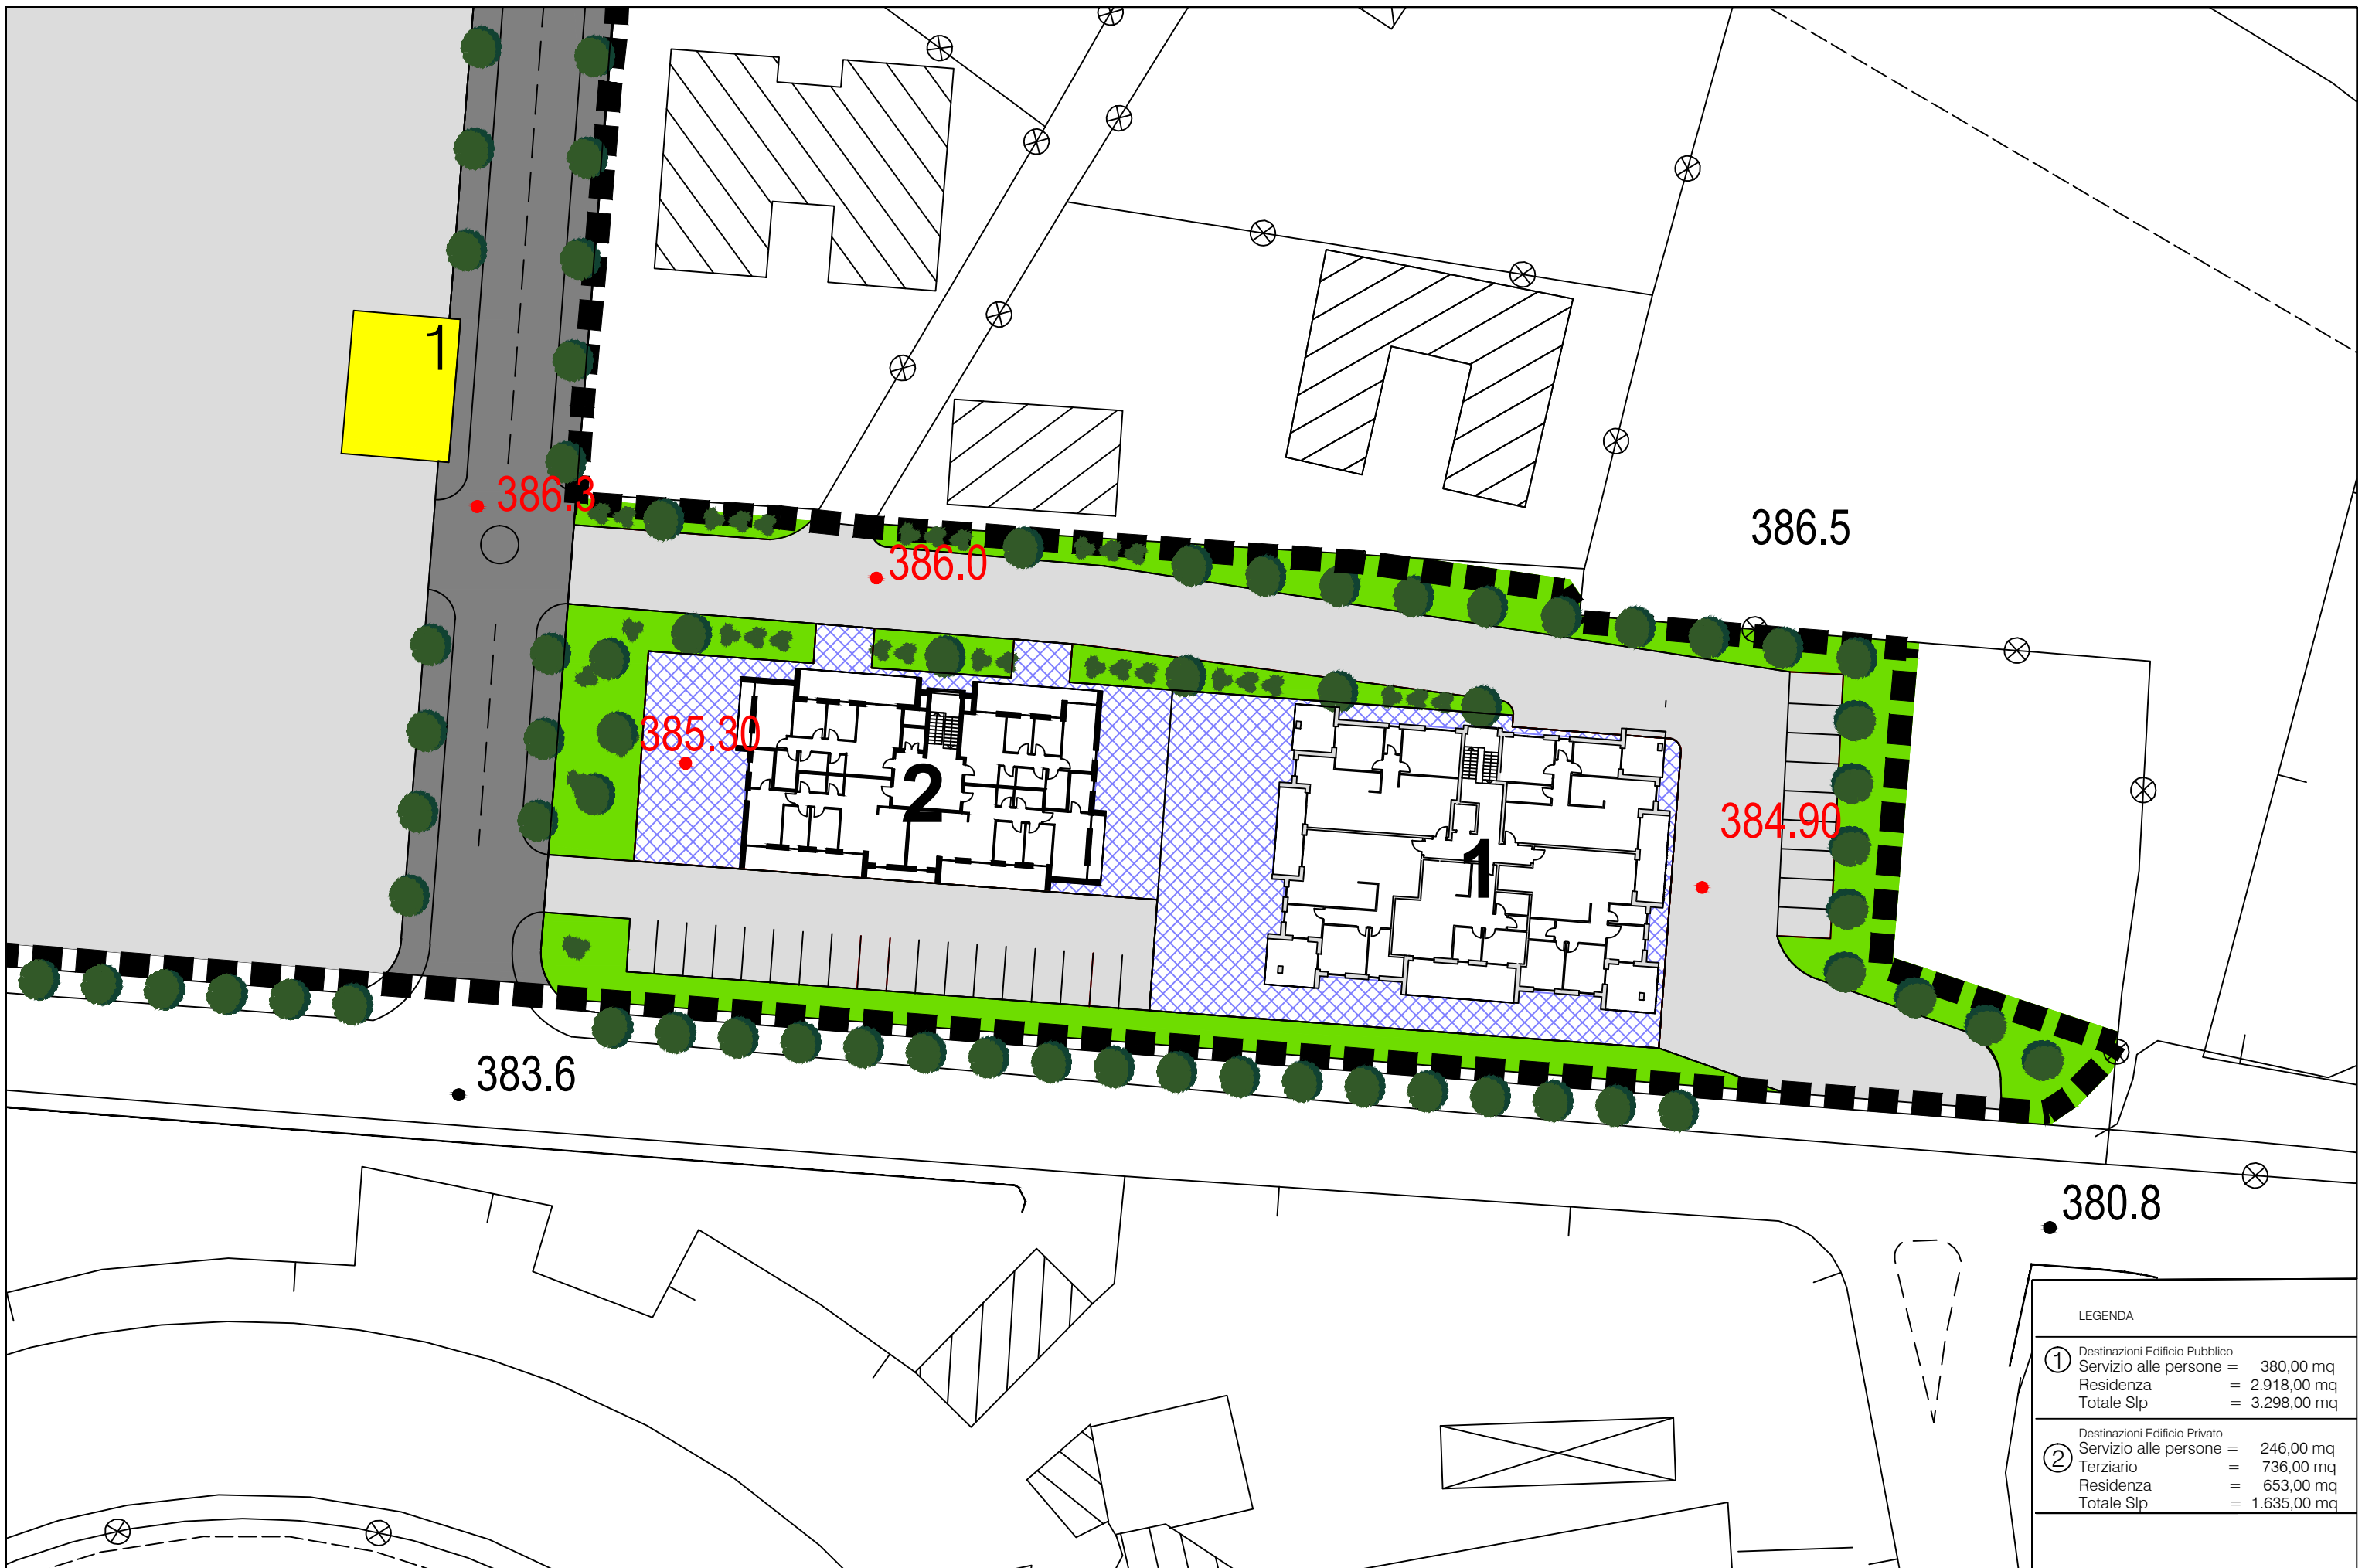 1
386.3
386.0
386.5
385.30
2
384.90
1
383.6
380.8
LEGENDA
1
Destinazioni Edificio Pubblico
Servizio alle persone = 380,00 mq
Residenza = 2.918,00 mq
Totale Slp = 3.298,00 mq
2
Destinazioni Edificio Privato
Servizio alle persone = 246,00 mq
Terziario = 736,00 mq
Residenza = 653,00 mq
Totale Slp = 1.635,00 mq